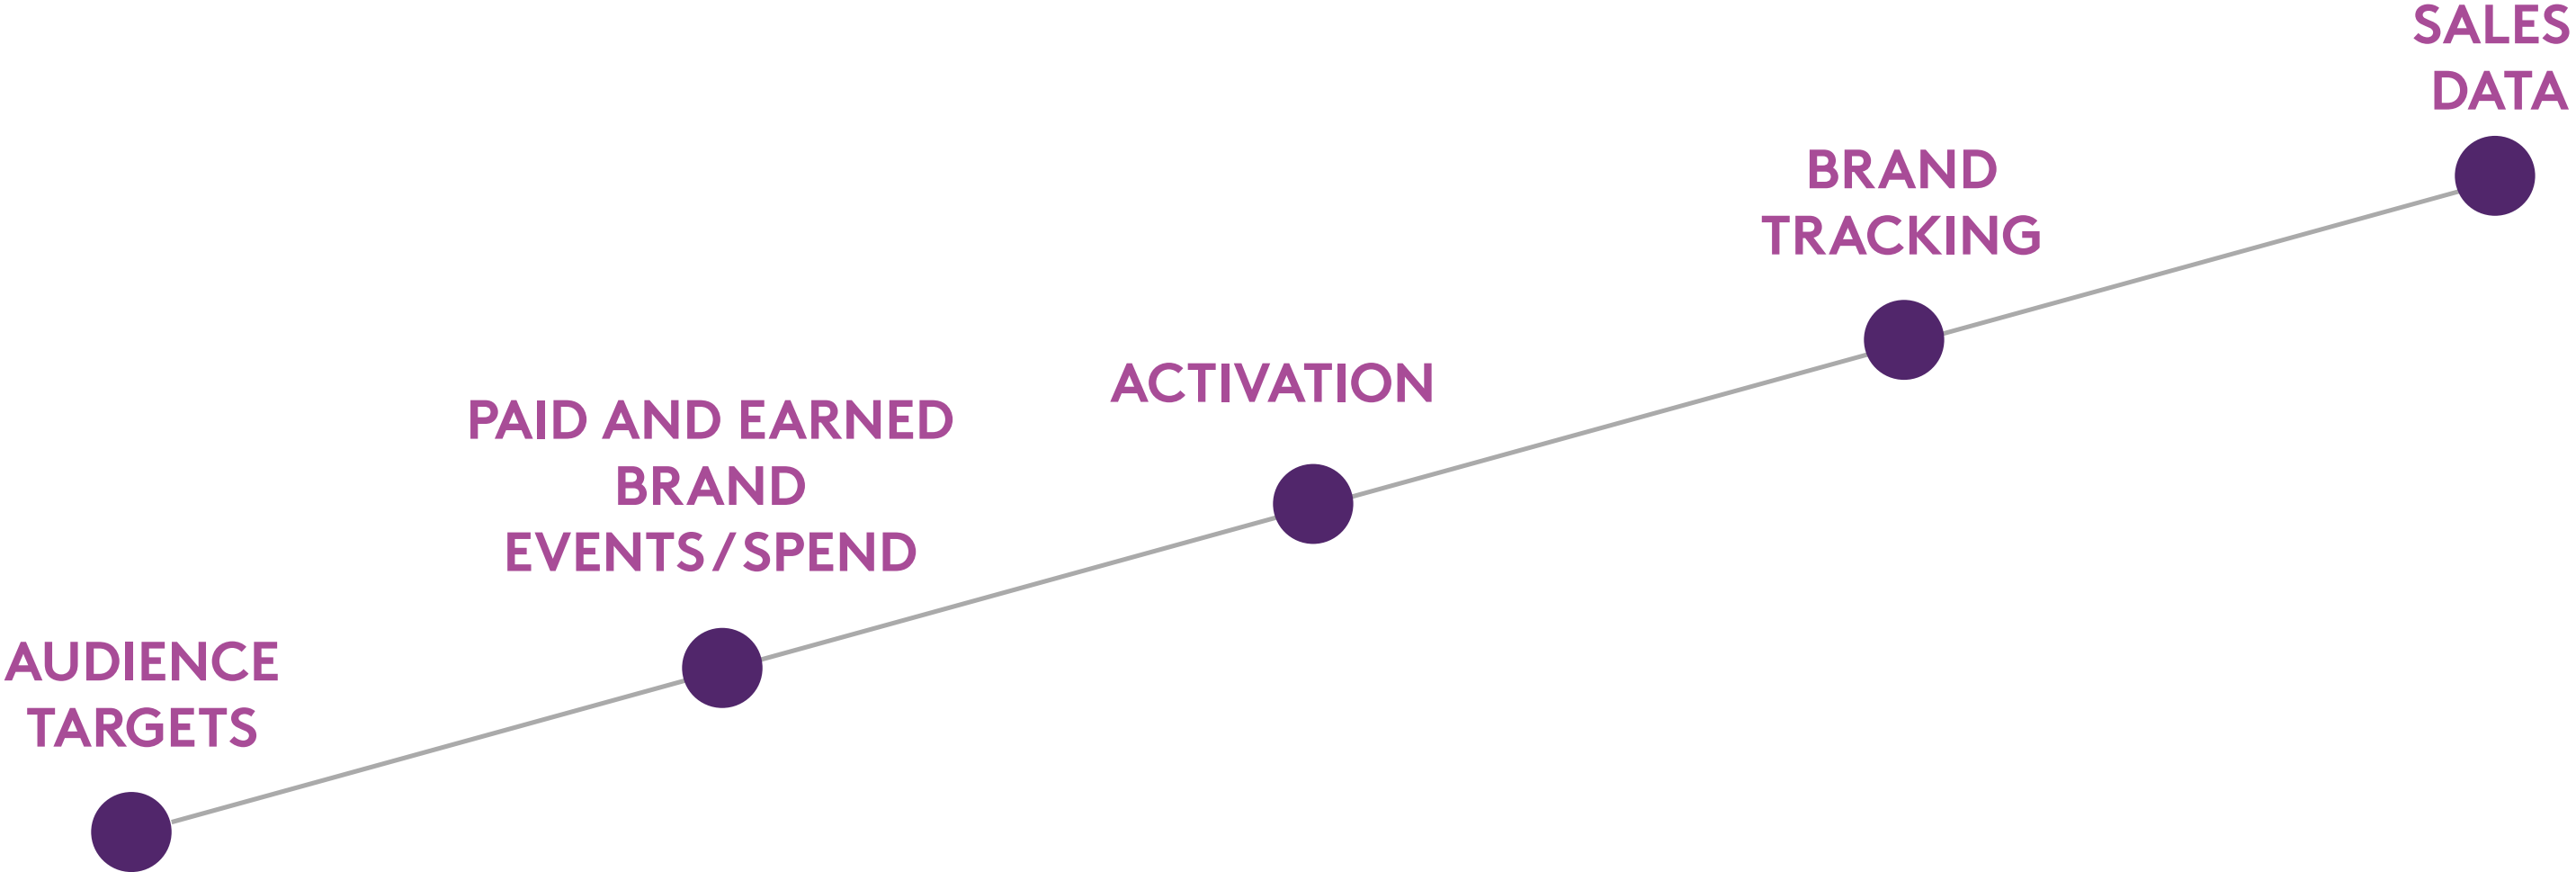 AUDIENCE
TARGETS
PAID AND EARNED
BRAND
EVENTS/SPEND
ACTIVATION
BRAND
TRACKING
SALES
DATA